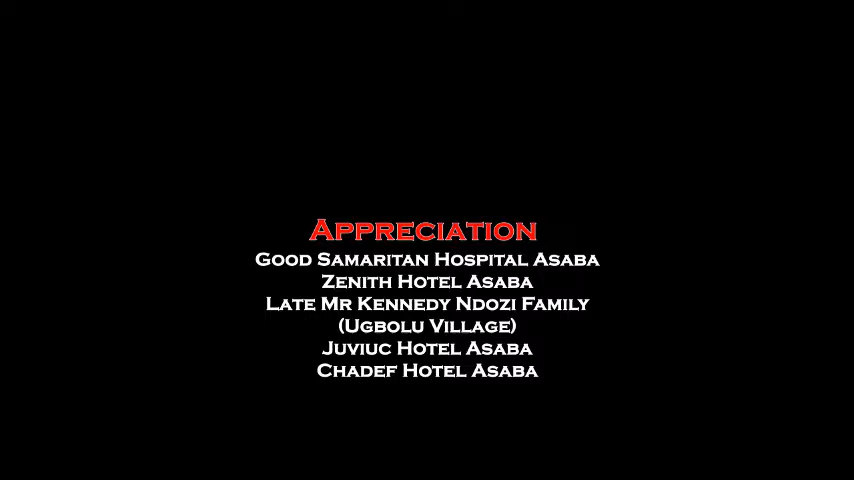 Appreciation
Good Samaritan Hospital Asaba
Zenith Hotel Asaba
Late Mr Kennedy Ndozi Family
(Ugbolu Village)
Juviuc Hotel Asaba
Chadef Hotel Asaba